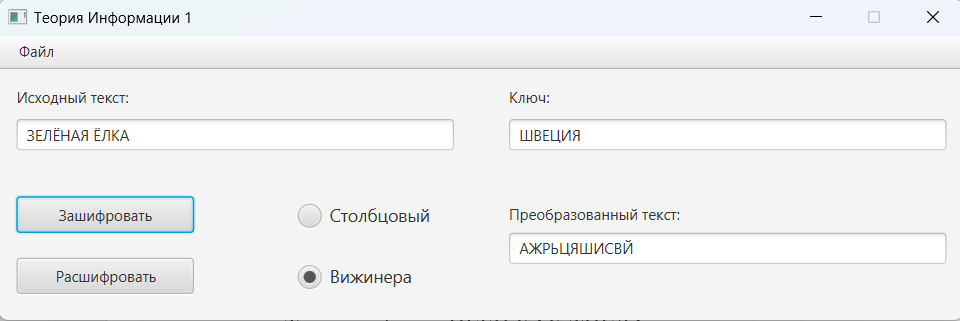 Теория Информации 1
Файл
Исходный текст:
Ключ:
ЗЕЛЁНАЯ ЁЛКА
ШВЕЦИЯ
Зашифровать
Столбцовый
Преобразованный текст:
АЖРЬЦЯШИСВЙ
Расшифровать
Вижинера